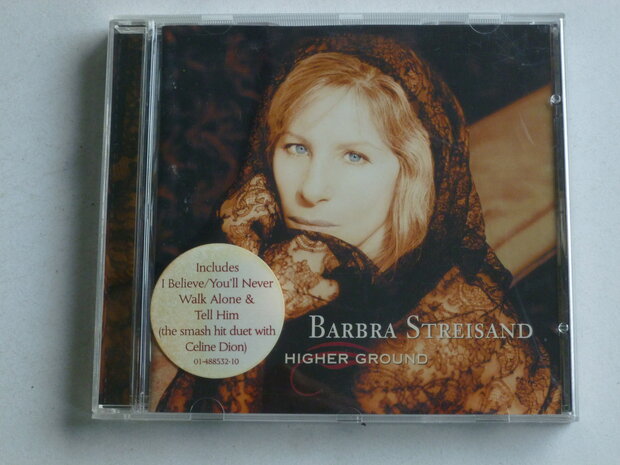 Includes
I Believe/You'll Never
Walk Alone &
Tell Him
(the smash hit duet with
Celine Dion)
01-488532-10
BARBRA STREISAND
HIGHER GROUND